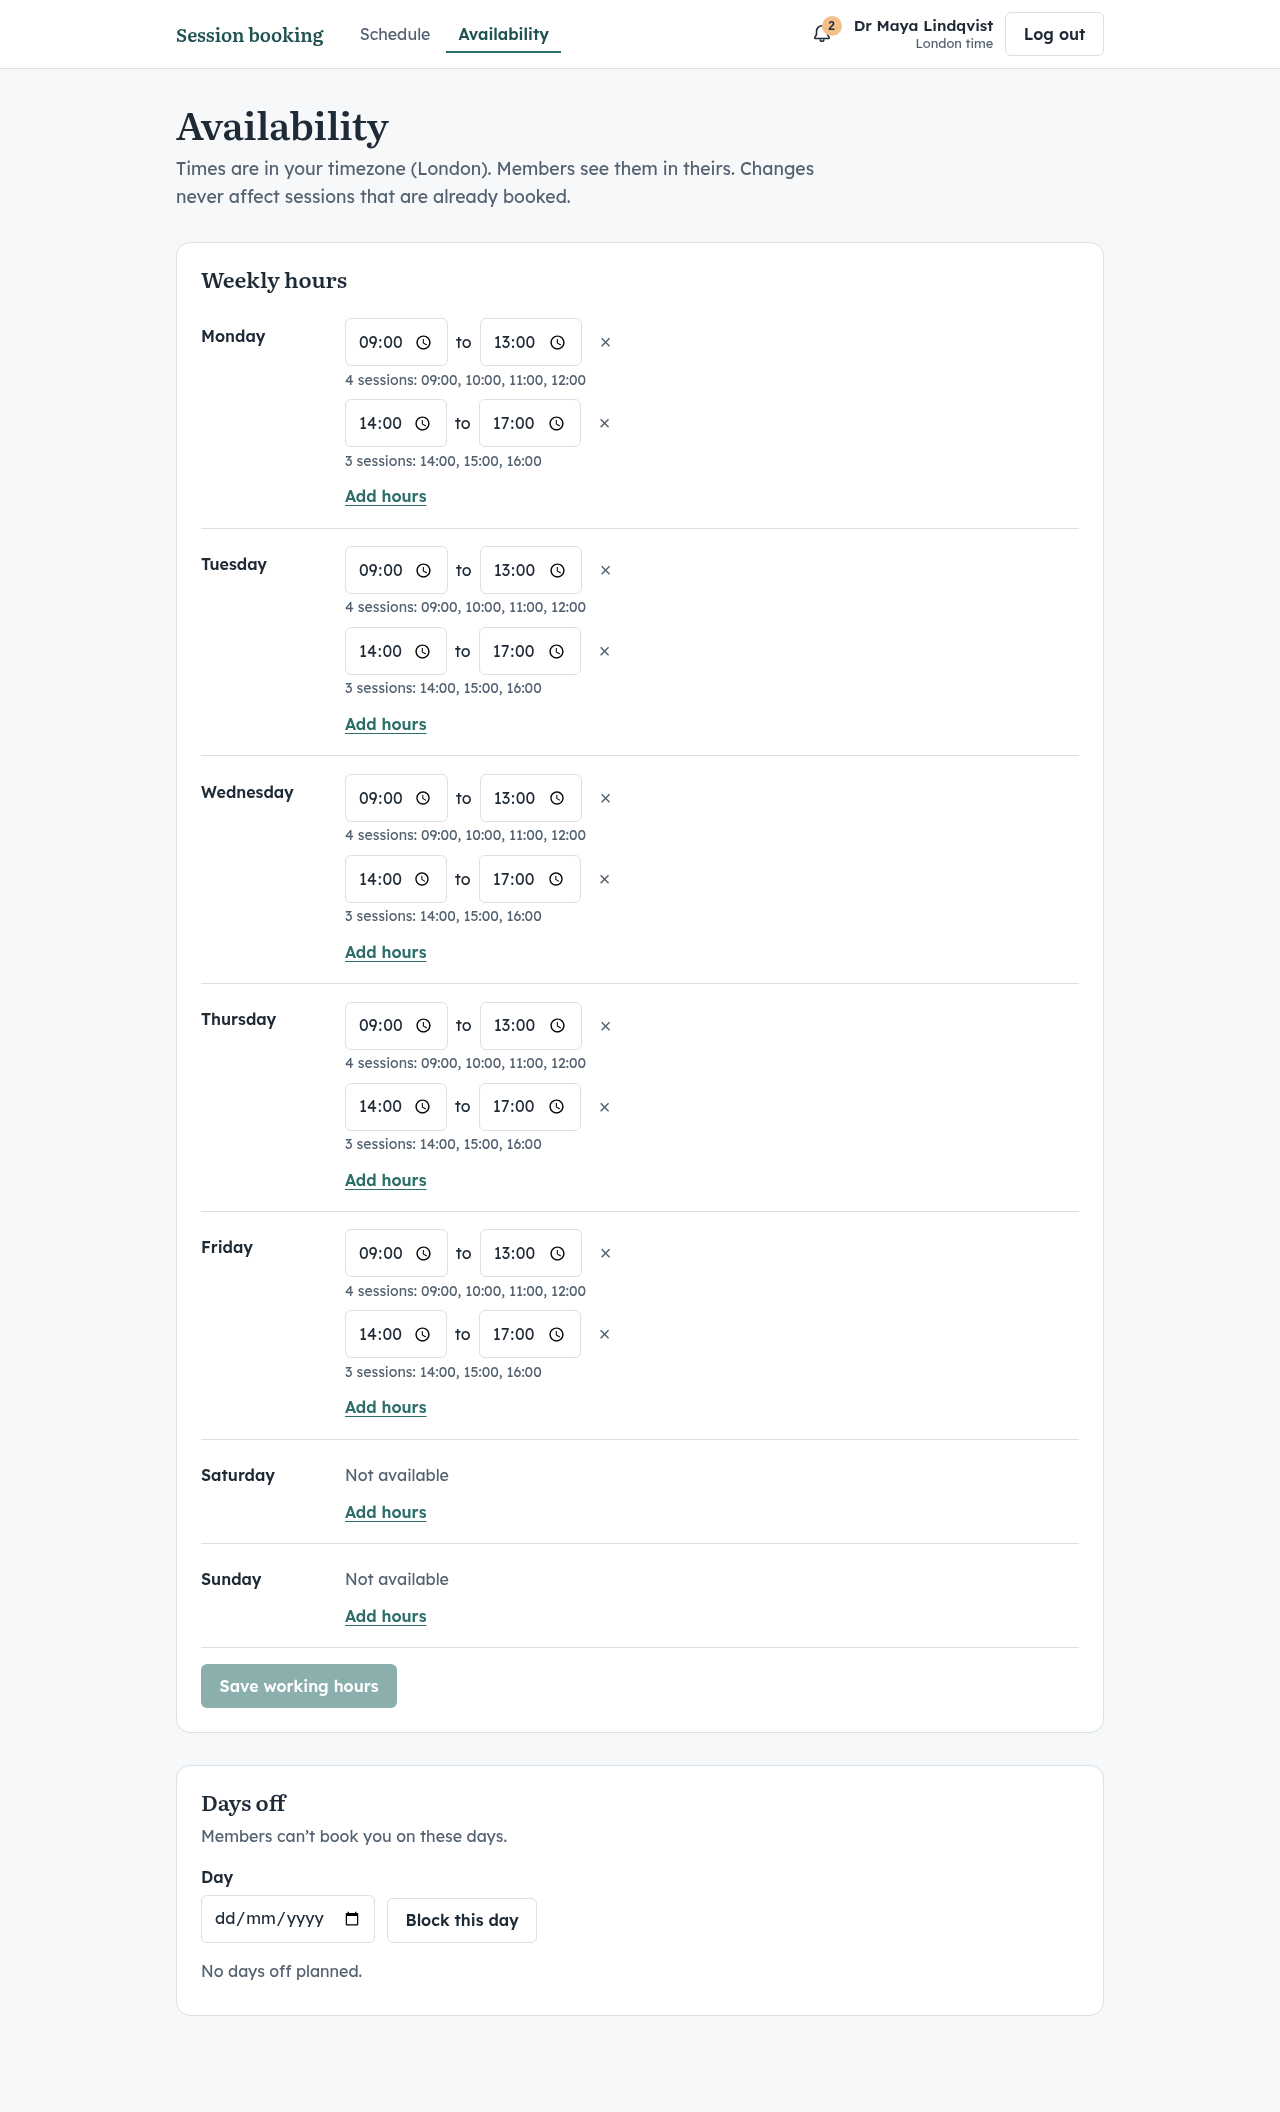 Session booking Schedule Availability 2 Dr Maya Lindqvist Log out
London time
Availability
Times are in your timezone (London). Members see them in theirs. Changes
never affect sessions that are already booked.
Weekly hours
Monday 09:00 to 13:00 ×
4 sessions: 09:00, 10:00, 11:00, 12:00
14:00 to 17:00 ×
3 sessions: 14:00, 15:00, 16:00
Add hours
Tuesday 09:00 to 13:00 ×
4 sessions: 09:00, 10:00, 11:00, 12:00
14:00 to 17:00 ×
3 sessions: 14:00, 15:00, 16:00
Add hours
Wednesday 09:00 to 13:00 ×
4 sessions: 09:00, 10:00, 11:00, 12:00
14:00 to 17:00 ×
3 sessions: 14:00, 15:00, 16:00
Add hours
Thursday 09:00 to 13:00 ×
4 sessions: 09:00, 10:00, 11:00, 12:00
14:00 to 17:00 ×
3 sessions: 14:00, 15:00, 16:00
Add hours
Friday 09:00 to 13:00 ×
4 sessions: 09:00, 10:00, 11:00, 12:00
14:00 to 17:00 ×
3 sessions: 14:00, 15:00, 16:00
Add hours
Saturday Not available
Add hours
Sunday Not available
Add hours
Save working hours
Days off
Members can’t book you on these days.
Day
dd/mm/yyyy Block this day
No days off planned.